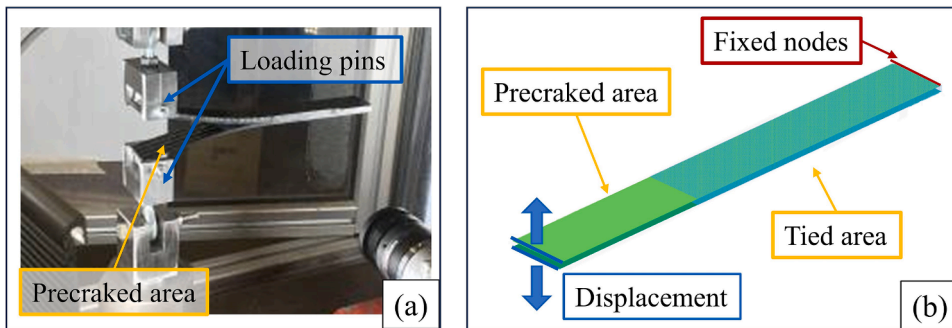 Loading pins
Precraked area
(a)
Fixed nodes
Precraked area
Tied area
Displacement
(b)